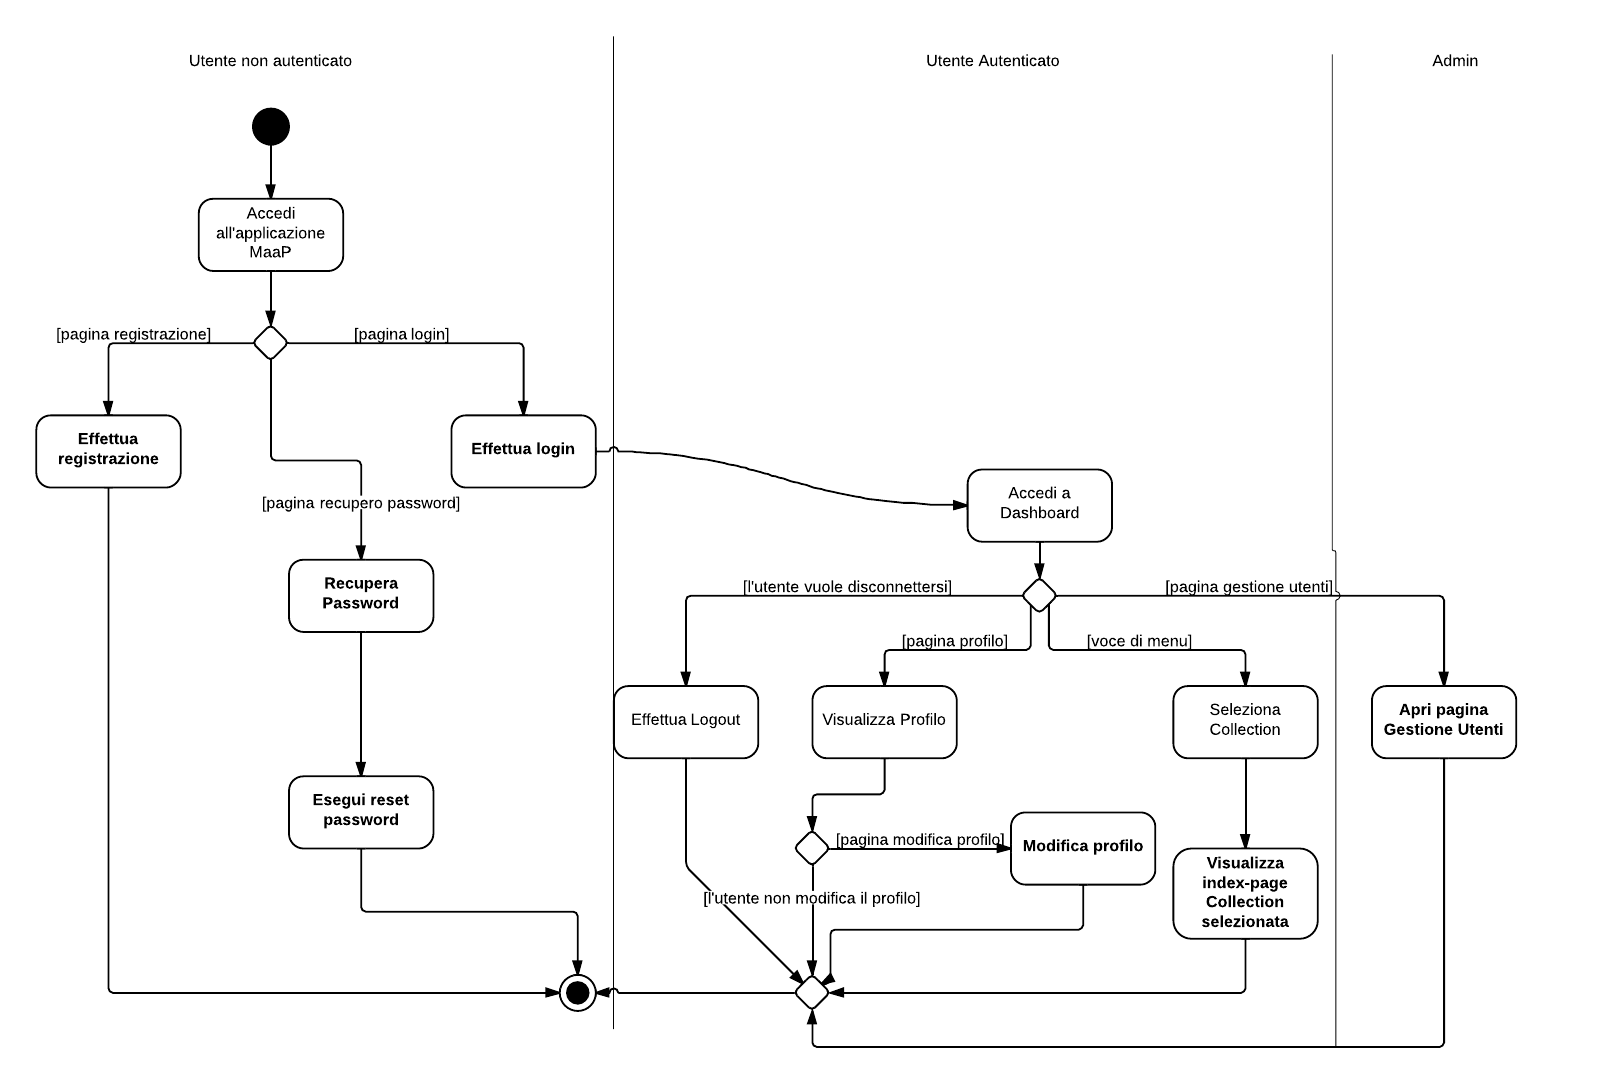 Utente non autenticato
Utente Autenticato
Admin
Accedi
all'applicazione
MaaP
[pagina registrazione]
[pagina login]
Effettua
registrazione
Effettua login
[pagina recupero password]
Accedi a
Dashboard
Recupera
Password
[l'utente vuole disconnettersi]
[pagina gestione utenti]
[pagina profilo]
[voce di menu]
Effettua Logout
Visualizza Profilo
Seleziona
Collection
Apri pagina
Gestione Utenti
Esegui reset
password
[pagina modifica profilo]
Modifica profilo
Visualizza
index-page
Collection
selezionata
[l'utente non modifica il profilo]